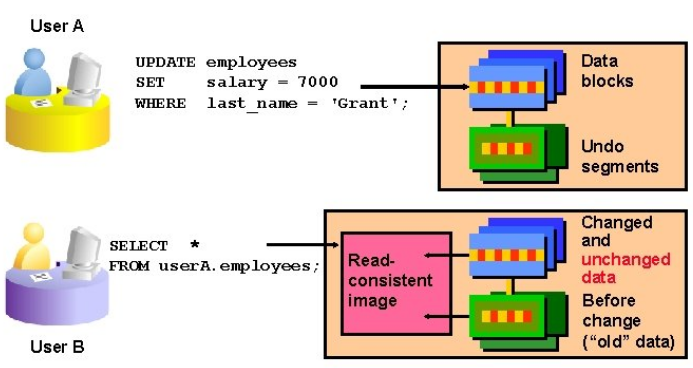 User A
UPDATE employees
SET salary = 7000
WHERE last_name = 'Grant';
Data
blocks
Undo
segments
SELECT *
FROM userA.employees;
User B
Read-
consistent
image
Changed
and
unchanged
data
Before
change
(“old” data)